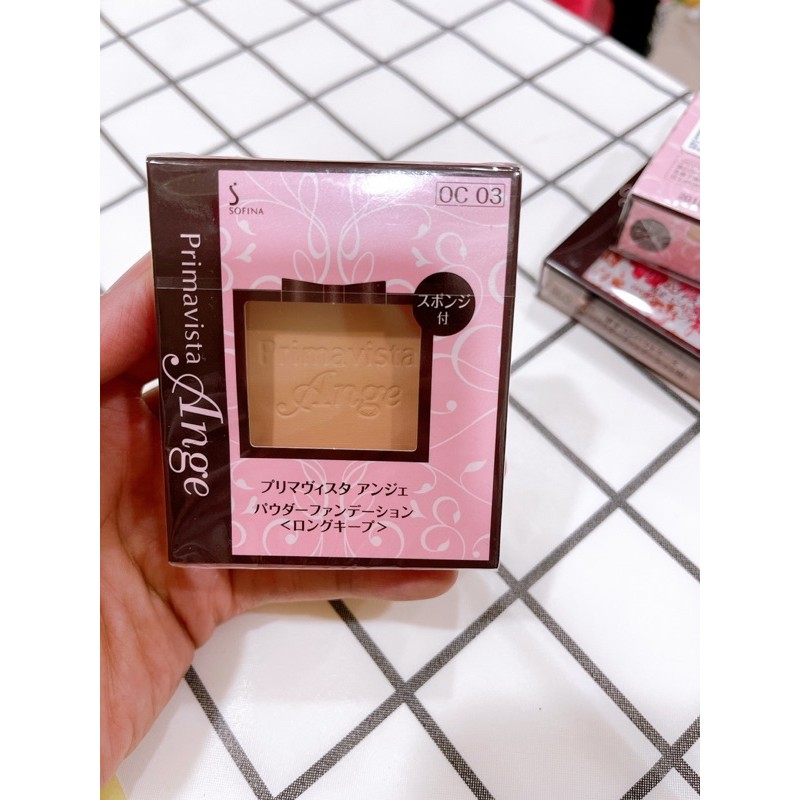 SOFINA
OC 03
Primavista Ange
スポンジ
付
Primavista
Ange
プリマヴィスタ アンジェ
パウダーファンデーション
<ロングキープ>